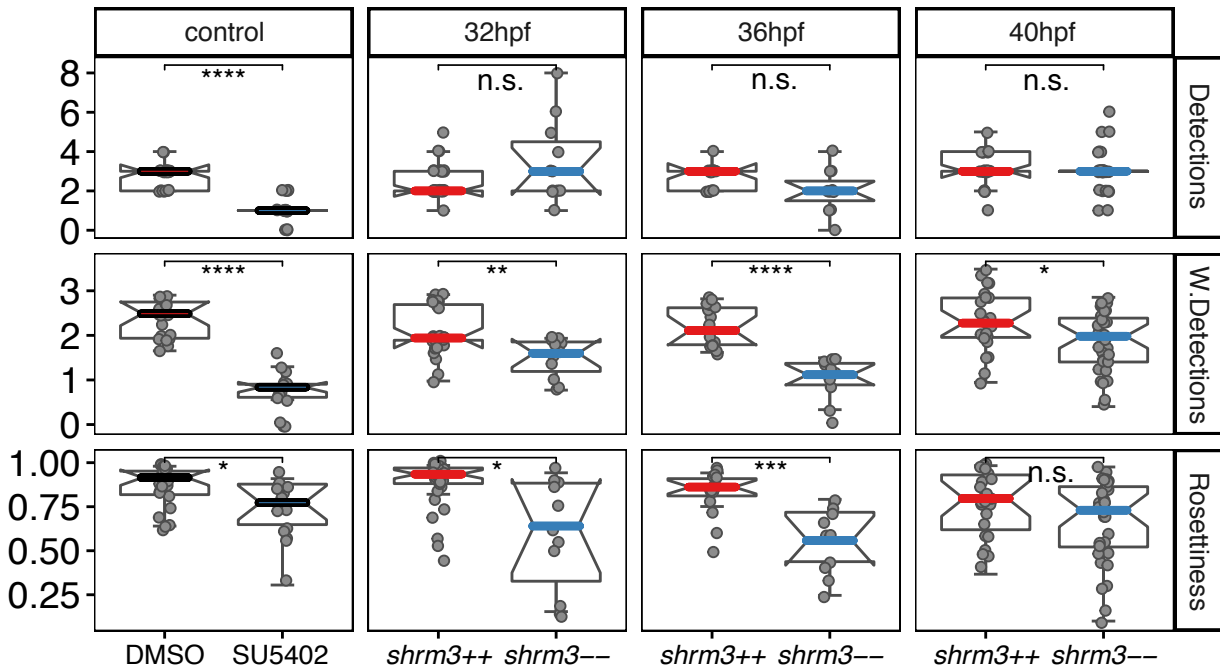 control 32hpf 36hpf 40hpf
**** n.s. n.s. n.s.
8
6
4
2
0
Detections
**** ** **** *
3
2
1
0
W.Detections
* * *** n.s.
1.00
0.75
0.50
0.25
Rosettiness
DMSO SU5402 shrm3++ shrm3-- shrm3++ shrm3-- shrm3++ shrm3--